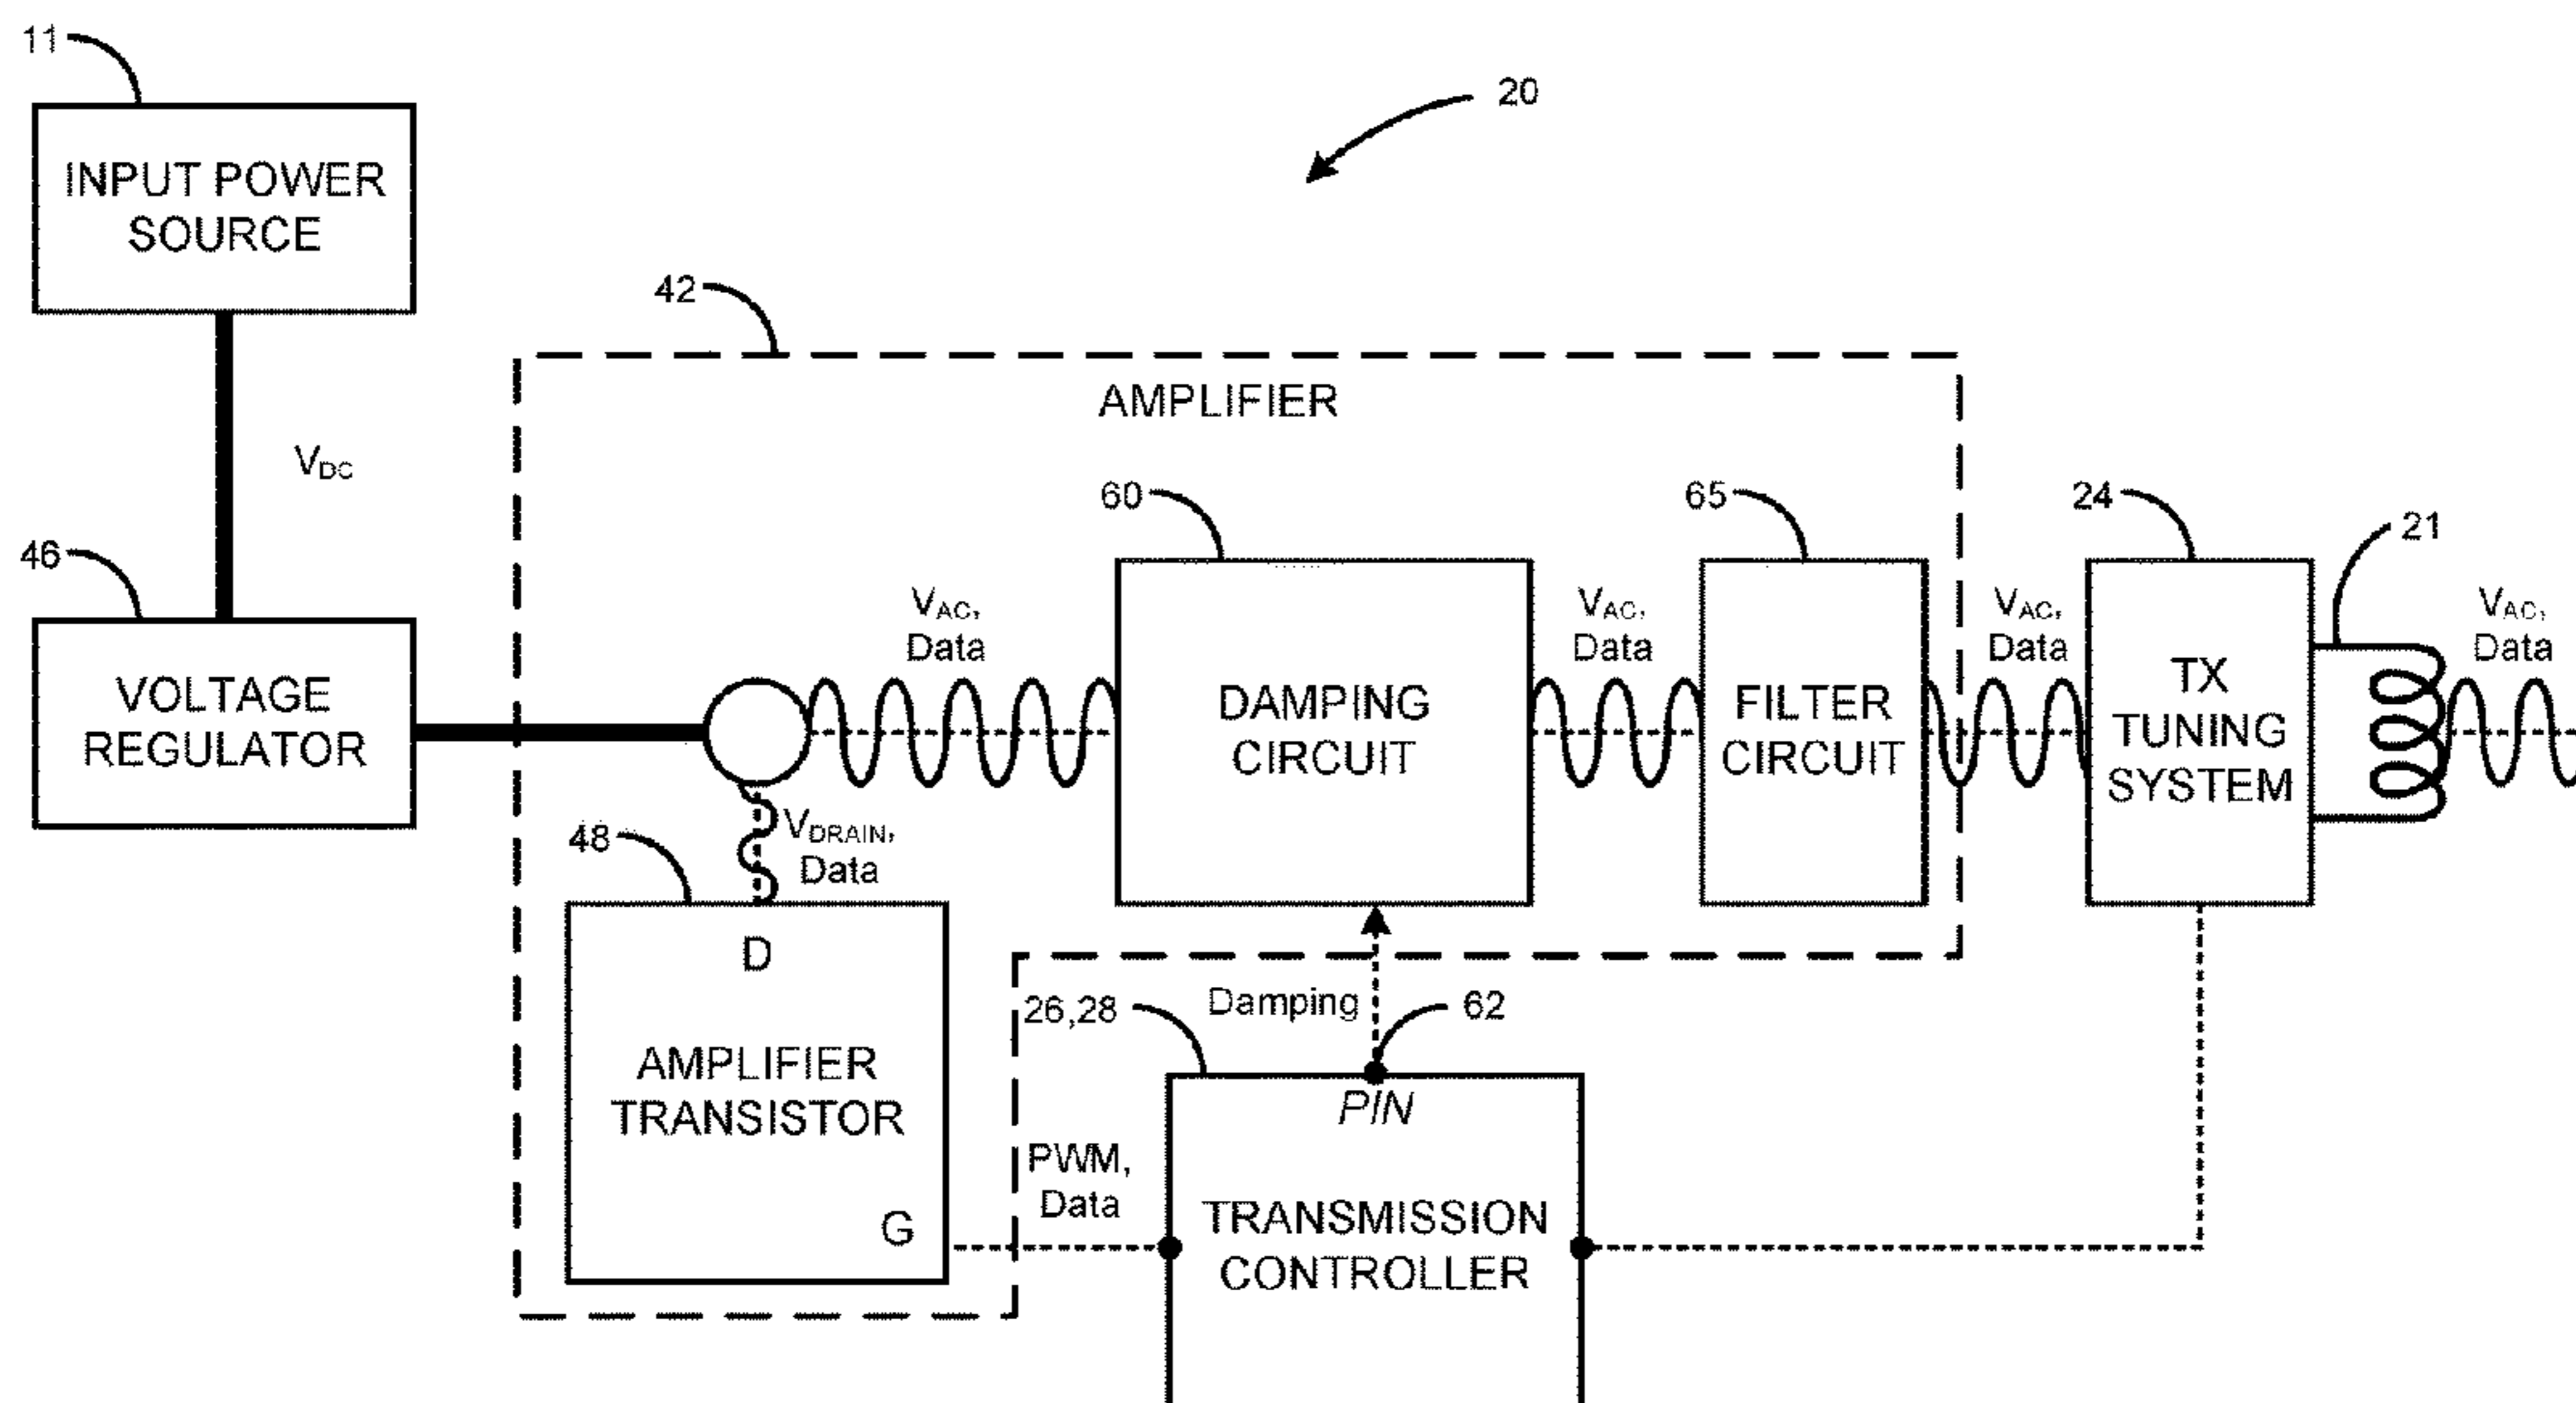 11
INPUT POWER
SOURCE
20
42
AMPLIFIER
VDC
46
VOLTAGE
REGULATOR
60
65
24
21
VAC,
Data
VAC,
Data
VAC,
Data
VAC,
Data
DAMPING
CIRCUIT
FILTER
CIRCUIT
TX
TUNING
SYSTEM
VDRAIN,
Data
48
D
AMPLIFIER
TRANSISTOR
G
26,28
Damping
62
PIN
PWM,
Data
TRANSMISSION
CONTROLLER